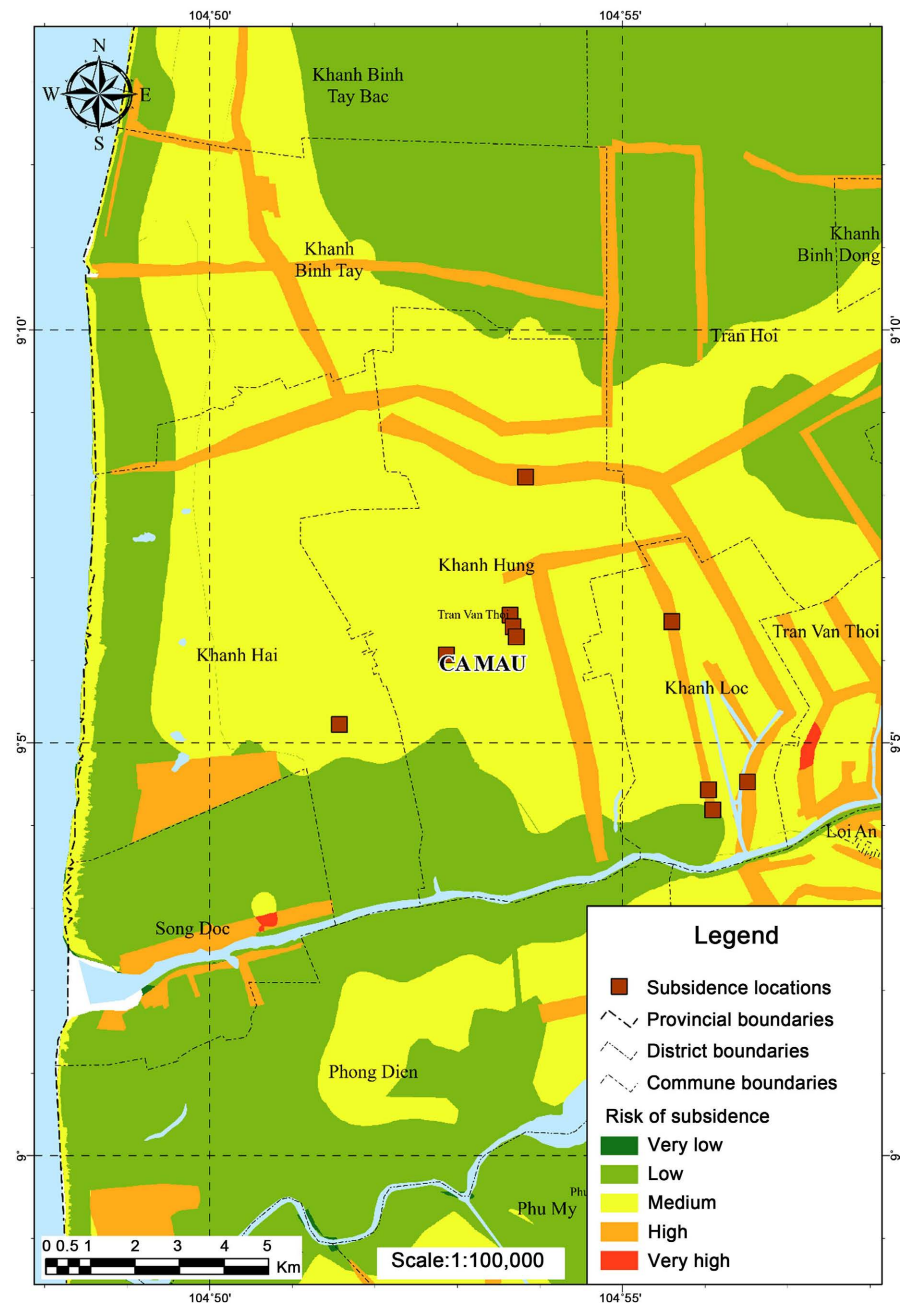 104°50'
104°55'
N
W
E
S
Khanh Binh
Tay Bac
Khanh
Binh Tay
Khanh
Binh Dong
9°10'
9°10'
Tran Hoi
Khanh Hung
Tran Van Thoi
Tran Van Thoi
CA MAU
Khanh Hai
Khanh Loc
9°5'
9°5'
Loi An
Song Doc
Phong Dien
9°
9°
Phu
Phu My
Legend
Subsidence locations
Provincial boundaries
District boundaries
Commune boundaries
Risk of subsidence
Very low
Low
Medium
High
Very high
0 0.5 1 2 3 4 5
Km
Scale:1:100,000
104°50'
104°55'